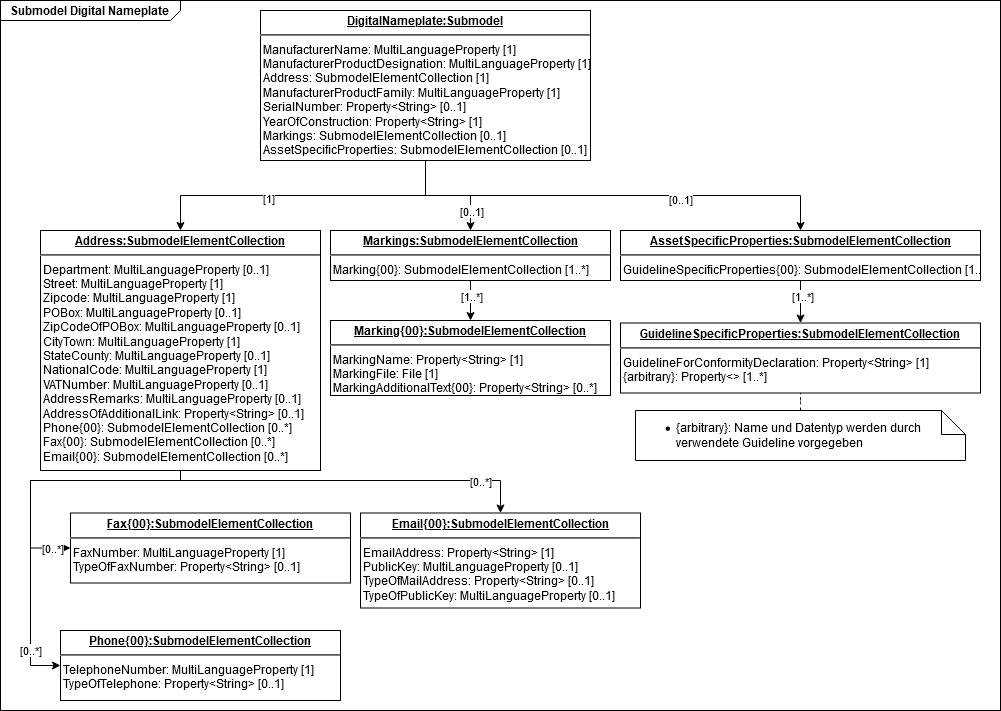 Submodel Digital Nameplate
DigitalNameplate:Submodel
ManufacturerName: MultiLanguageProperty [1]
ManufacturerProductDesignation: MultiLanguageProperty [1]
Address: SubmodelElementCollection [1]
ManufacturerProductFamily: MultiLanguageProperty [1]
SerialNumber: Property<String> [0..1]
YearOfConstruction: Property<String> [1]
Markings: SubmodelElementCollection [0..1]
AssetSpecificProperties: SubmodelElementCollection [0..1]
[1]
[0..1]
[0..1]
Address:SubmodelElementCollection
Department: MultiLanguageProperty [0..1]
Street: MultiLanguageProperty [1]
Zipcode: MultiLanguageProperty [1]
POBox: MultiLanguageProperty [0..1]
ZipCodeOfPOBox: MultiLanguageProperty [0..1]
CityTown: MultiLanguageProperty [1]
StateCounty: MultiLanguageProperty [0..1]
NationalCode: MultiLanguageProperty [1]
VATNumber: MultiLanguageProperty [0..1]
AddressRemarks: MultiLanguageProperty [0..1]
AddressOfAdditionalLink: Property<String> [0..1]
Phone{00}: SubmodelElementCollection [0..*]
Fax{00}: SubmodelElementCollection [0..*]
Email{00}: SubmodelElementCollection [0..*]
Markings:SubmodelElementCollection
Marking{00}: SubmodelElementCollection [1..*]
[1..*]
Marking{00}:SubmodelElementCollection
MarkingName: Property<String> [1]
MarkingFile: File [1]
MarkingAdditionalText{00}: Property<String> [0..*]
AssetSpecificProperties:SubmodelElementCollection
GuidelineSpecificProperties{00}: SubmodelElementCollection [1..
[1..*]
GuidelineSpecificProperties:SubmodelElementCollection
GuidelineForConformityDeclaration: Property<String> [1]
{arbitrary}: Property<> [1..*]
• {arbitrary}: Name und Datentyp werden durch
verwendete Guideline vorgegeben
[0..*]
Fax{00}:SubmodelElementCollection
FaxNumber: MultiLanguageProperty [1]
TypeOfFaxNumber: Property<String> [0..1]
[0..*]
Email{00}:SubmodelElementCollection
EmailAddress: Property<String> [1]
PublicKey: MultiLanguageProperty [0..1]
TypeOfMailAddress: Property<String> [0..1]
TypeOfPublicKey: MultiLanguageProperty [0..1]
[0..*]
Phone{00}:SubmodelElementCollection
TelephoneNumber: MultiLanguageProperty [1]
TypeOfTelephone: Property<String> [0..1]